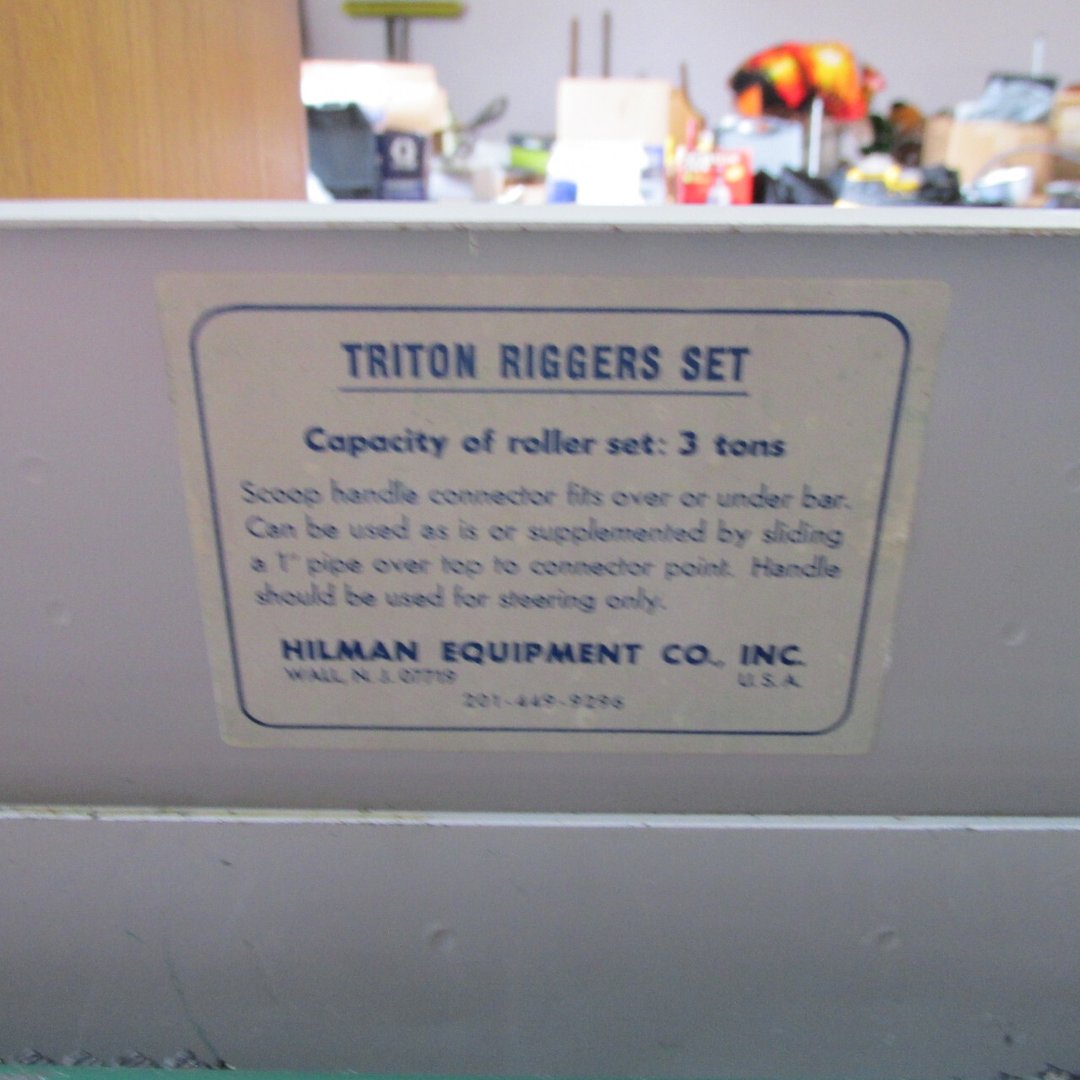 TRITON RIGGERS SET
Capacity of roller set: 3 tons
Scoop handle connector fits over or under bar.
Can be used as is or supplemented by sliding
a 1" pipe over top to connector point. Handle
should be used for steering only.
HILMAN EQUIPMENT CO., INC.
WALL, N. J. 07719 U. S. A.
201-449-9296